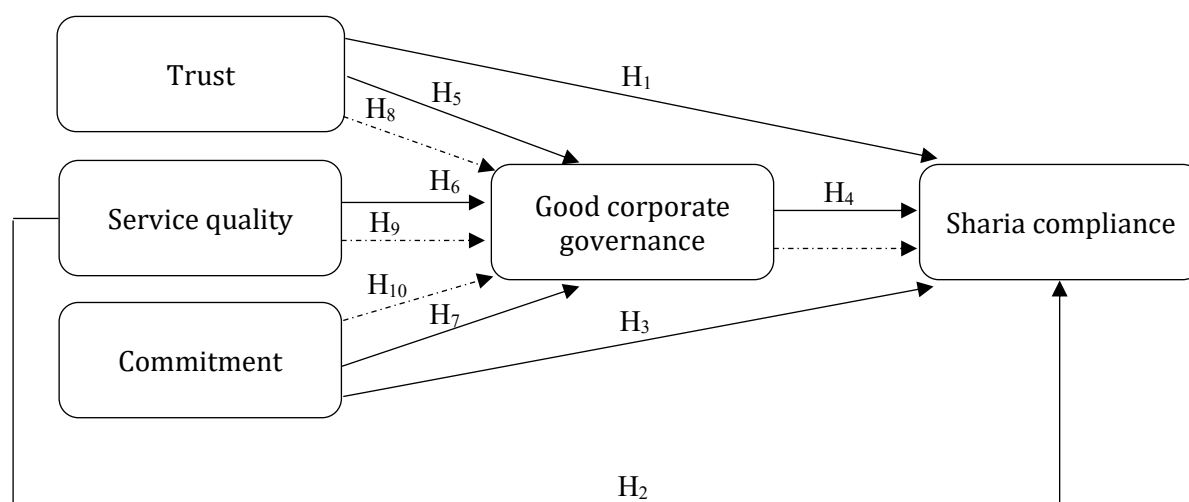 Trust
H1
H5
H8
Service quality
H6
H9
Good corporate
governance
H4
Sharia compliance
H10
H7
Commitment
H3
H2